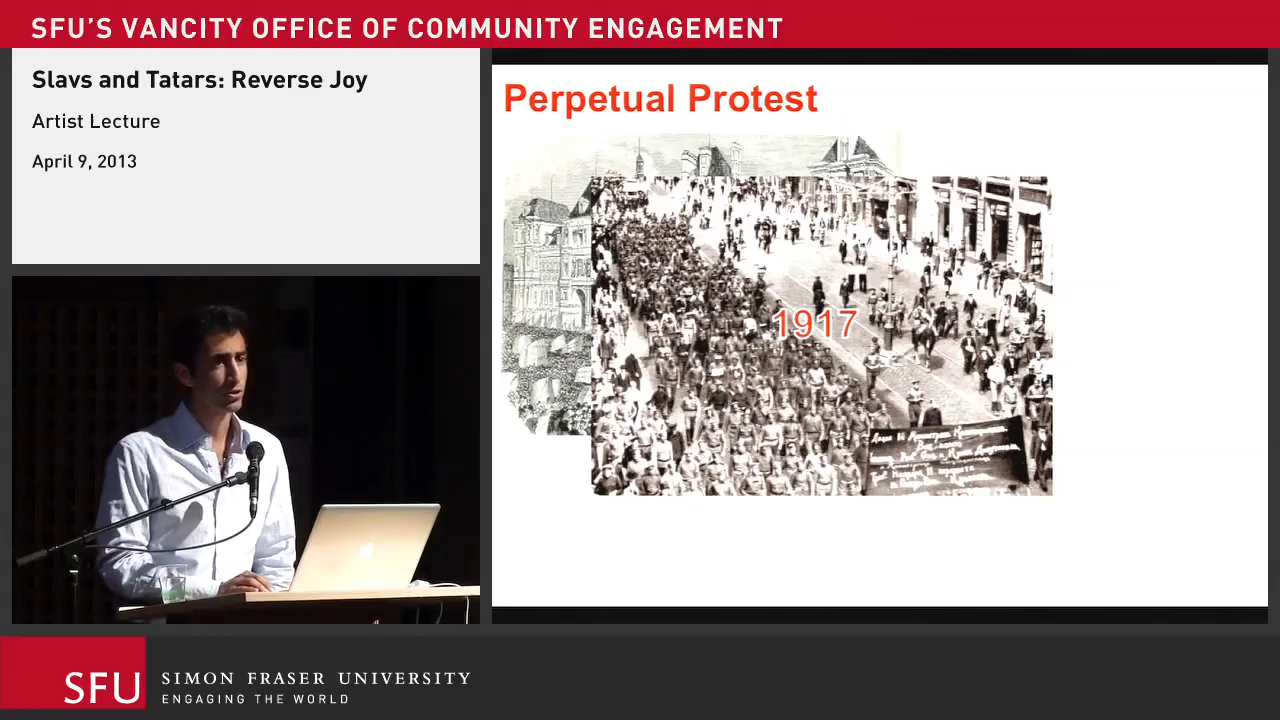 SFU'S VANCITY OFFICE OF COMMUNITY ENGAGEMENT
Slavs and Tatars: Reverse Joy
Artist Lecture
April 9, 2013
Perpetual Protest
1917
SFU
SIMON FRASER UNIVERSITY
ENGAGING THE WORLD